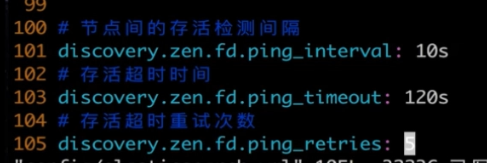 99
100 # 节点间的存活检测间隔
101 discovery.zen.fd.ping_interval: 10s
102 # 存活超时时间
103 discovery.zen.fd.ping_timeout: 120s
104 # 存活超时重试次数
105 discovery.zen.fd.ping_retries: 5